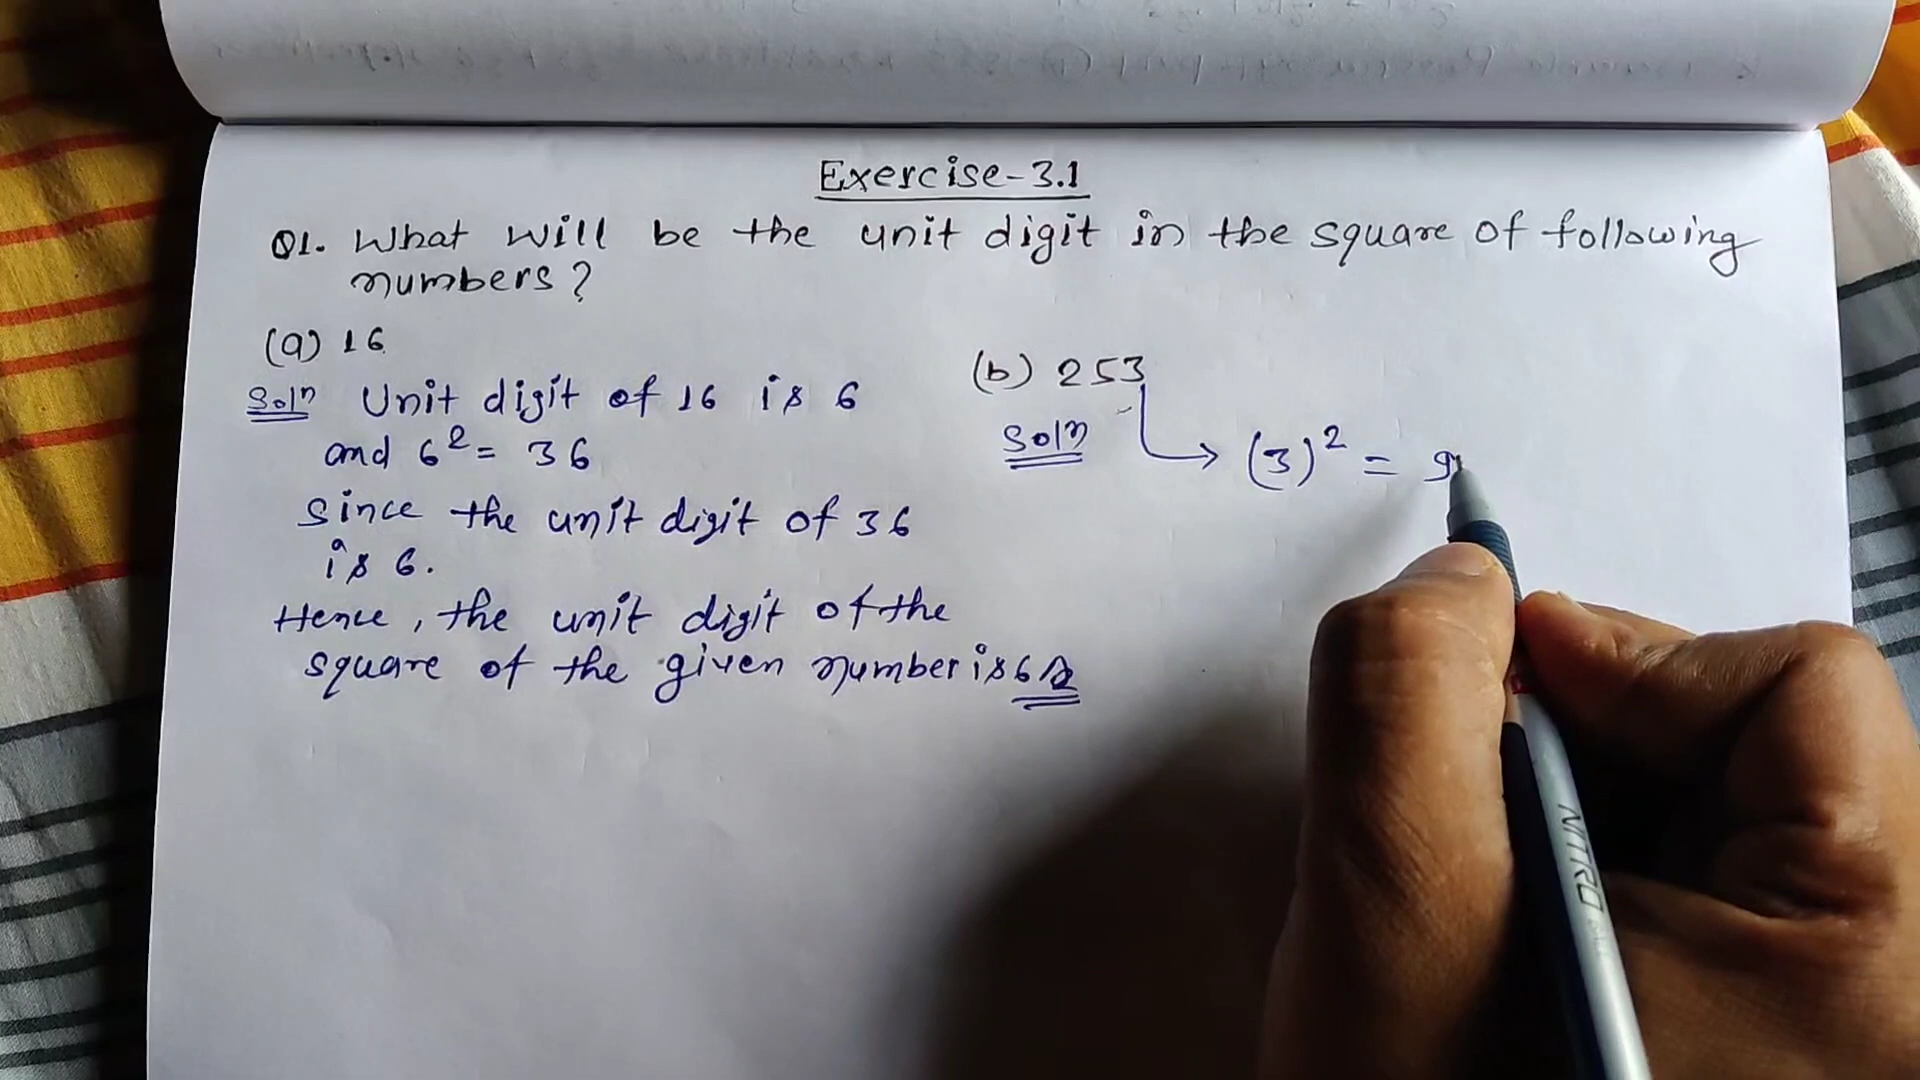 Exercise-3.1
Q1. What will be the unit digit in the square of following
numbers?
(a) 16
Soln Unit digit of 16 is 6
and 6² = 36
Since the unit digit of 36
is 6.
Hence, the unit digit of the
square of the given number is 6
(b) 253
Soln → (3)² = 9
NITRO